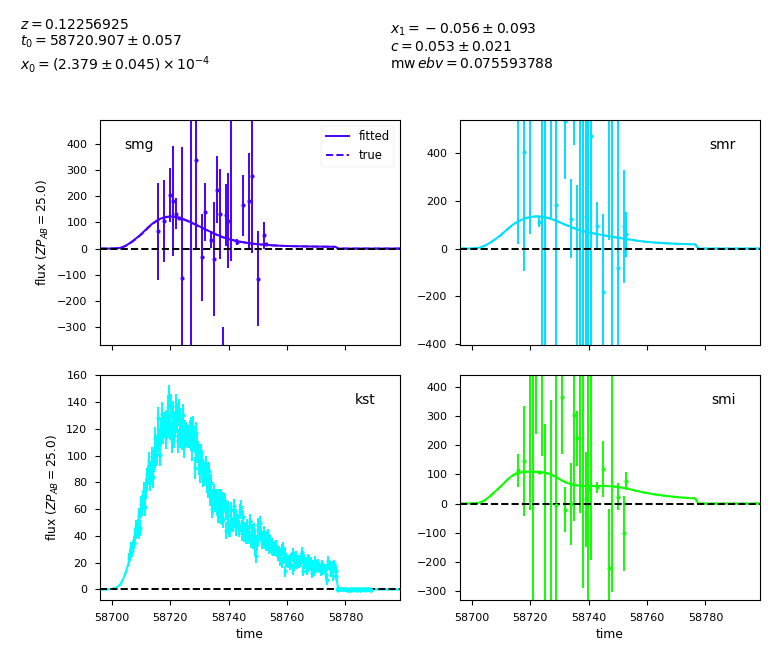 z = 0.12256925
t₀ = 58720.907 ± 0.057
x₀ = (2.379 ± 0.045) × 10⁻⁴
x₁ = −0.056 ± 0.093
c = 0.053 ± 0.021
mw ebv = 0.075593788
smg
fitted
true
400
300
200
100
0
−100
−200
−300
flux (ZP_AB = 25.0)
smr
400
200
0
−200
−400
kst
160
140
120
100
80
60
40
20
0
flux (ZP_AB = 25.0)
58700 58720 58740 58760 58780
time
smi
400
300
200
100
0
−100
−200
−300
58700 58720 58740 58760 58780
time